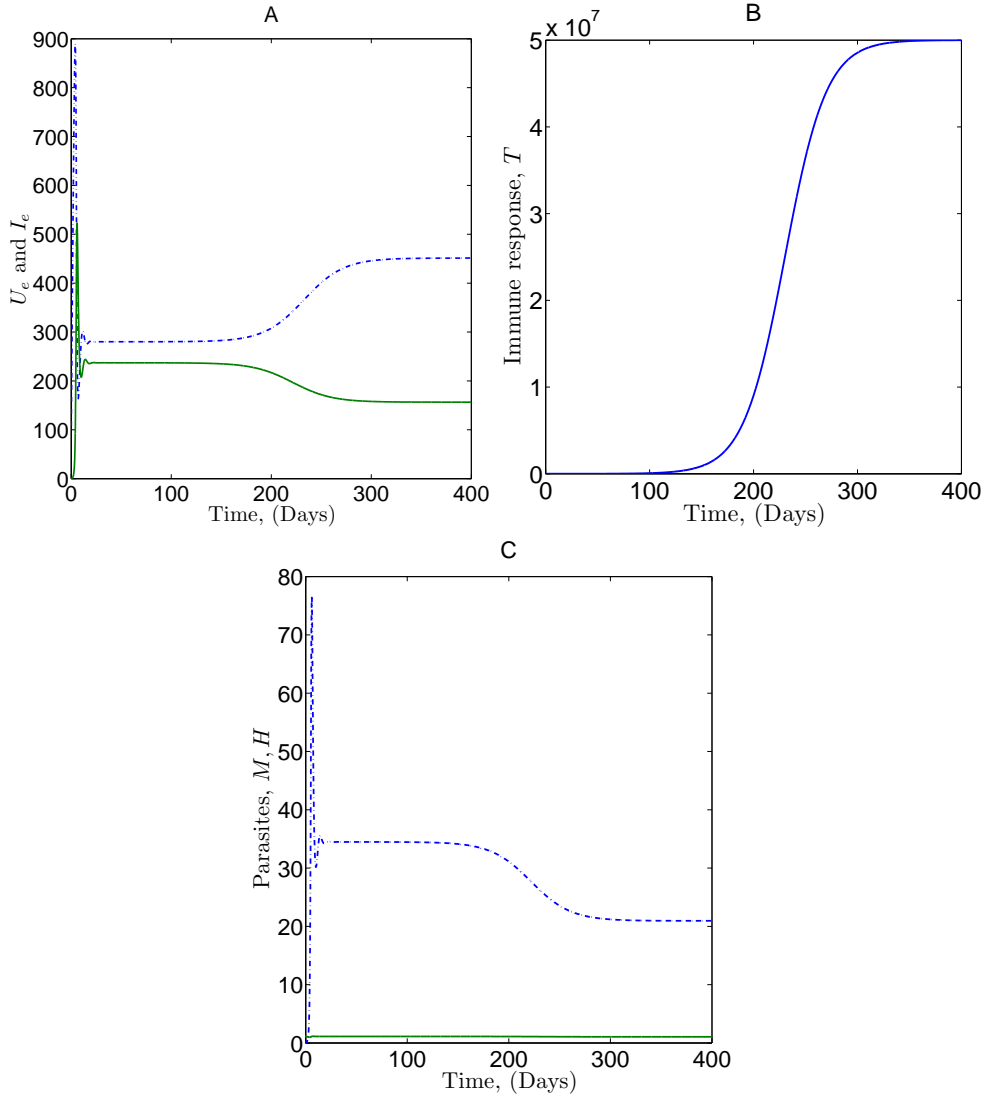 A
900
800
700
600
500
400
300
200
100
0
U_e and I_e
0 100 200 300 400
Time, (Days)
B
5 x 10^7
4
3
2
1
0
Immune response, T
0 100 200 300 400
Time, (Days)
C
80
70
60
50
40
30
20
10
0
Parasites, M, H
0 100 200 300 400
Time, (Days)